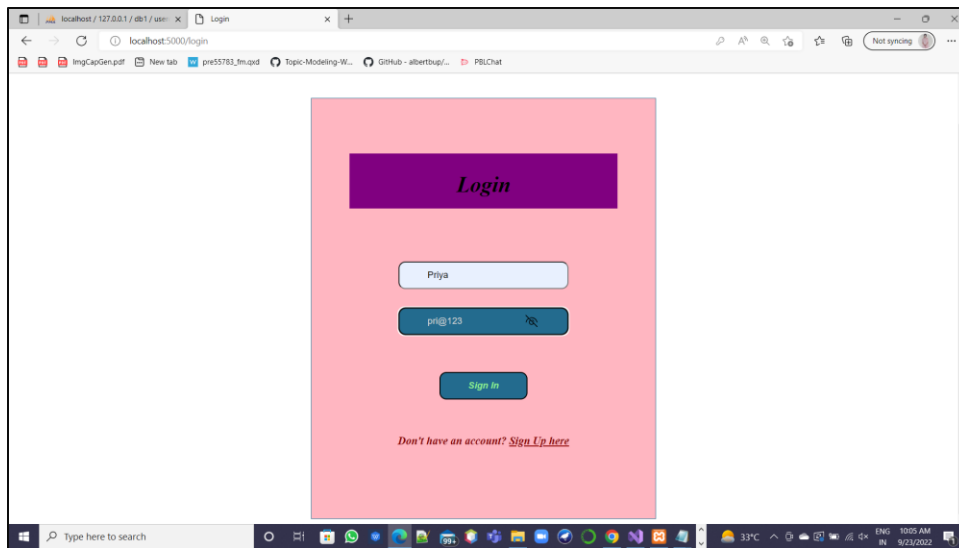 localhost / 127.0.0.1 / db1 / user
Login
localhost:5000/login
Not syncing
ImgCapGen.pdf
New tab
pre55783_fm.qxd
Topic-Modeling-W...
GitHub - albertbup/...
PBLChat
Login
Priya
pri@123
Sign In
Don't have an account? Sign Up here
Type here to search
99+
33°C
ENG
IN
10:05 AM
9/23/2022